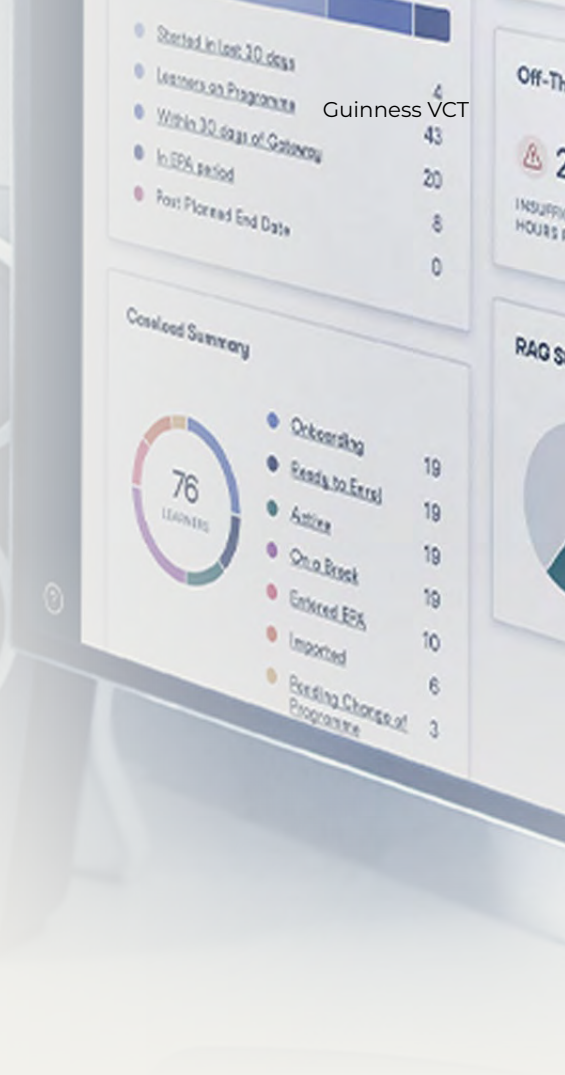 Started in last 30 days
4
Learners on Programme
43
Guinness VCT
Within 30 days of Gateway
20
In EPA period
8
Past Planned End Date
0
Off-Th
2
INSUFFI
HOURS
Caseload Summary
76
LEARNERS
Onboarding
19
Ready to Enrol
19
Active
19
On a Break
19
Entered EPA
10
Imported
6
Pending Change of
Programme
3
RAG S